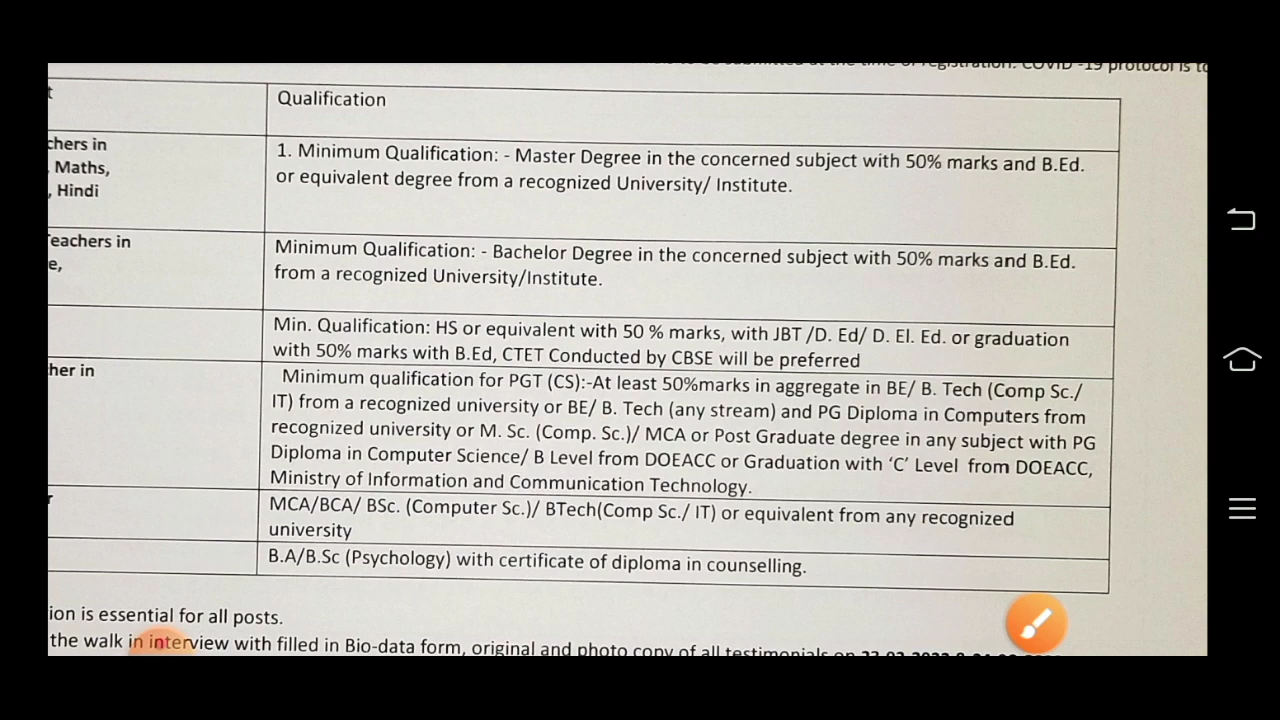 registration. COVID -19 protocol is to
t
Qualification
chers in
Maths,
, Hindi
1. Minimum Qualification: - Master Degree in the concerned subject with 50% marks and B.Ed.
or equivalent degree from a recognized University/ Institute.
eachers in
e,
Minimum Qualification: - Bachelor Degree in the concerned subject with 50% marks and B.Ed.
from a recognized University/Institute.
Min. Qualification: HS or equivalent with 50 % marks, with JBT /D. Ed/ D. El. Ed. or graduation
with 50% marks with B.Ed, CTET Conducted by CBSE will be preferred
her in
Minimum qualification for PGT (CS):-At least 50%marks in aggregate in BE/ B. Tech (Comp Sc./
IT) from a recognized university or BE/ B. Tech (any stream) and PG Diploma in Computers from
recognized university or M. Sc. (Comp. Sc.)/ MCA or Post Graduate degree in any subject with PG
Diploma in Computer Science/ B Level from DOEACC or Graduation with ‘C’ Level from DOEACC,
Ministry of Information and Communication Technology.
r
MCA/BCA/ BSc. (Computer Sc.)/ BTech(Comp Sc./ IT) or equivalent from any recognized
university
B.A/B.Sc (Psychology) with certificate of diploma in counselling.
ion is essential for all posts.
the walk in interview with filled in Bio-data form, original and photo copy of all testimonials on